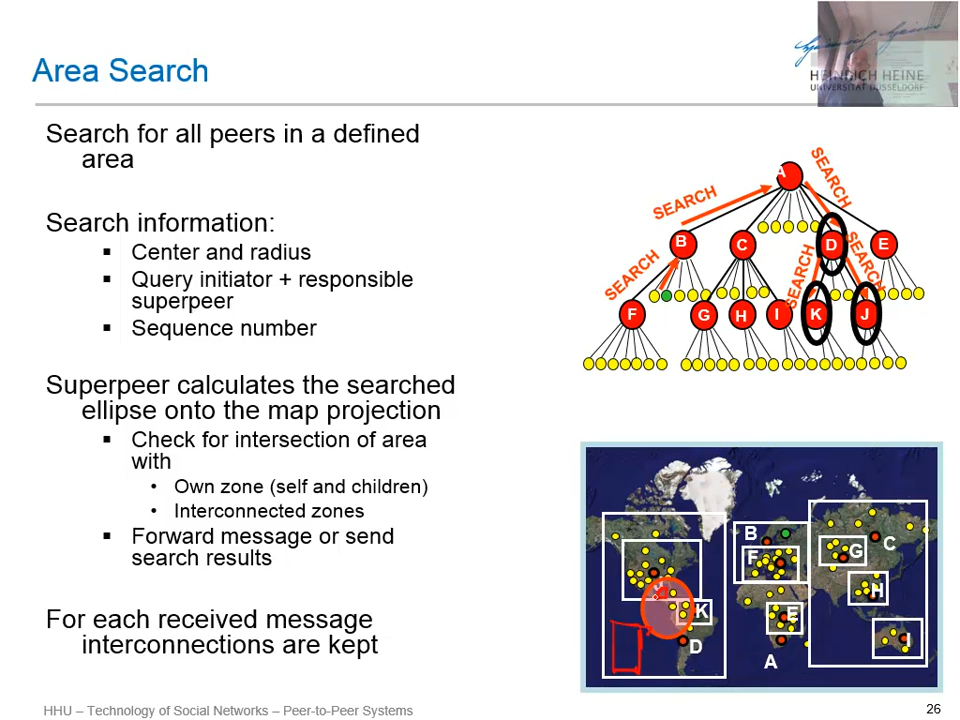 Area Search
HEINRICH HEINE
UNIVERSITÄT DÜSSELDORF
Search for all peers in a defined
area
Search information:
Center and radius
Query initiator + responsible
superpeer
Sequence number
Superpeer calculates the searched
ellipse onto the map projection
Check for intersection of area
with
Own zone (self and children)
Interconnected zones
Forward message or send
search results
For each received message
interconnections are kept
SEARCH
SEARCH
A
SEARCH
SEARCH
SEARCH
B
C
D
E
F
G
H
I
K
J
B
F
C
G
H
K
E
I
D
A
HHU – Technology of Social Networks – Peer-to-Peer Systems
26